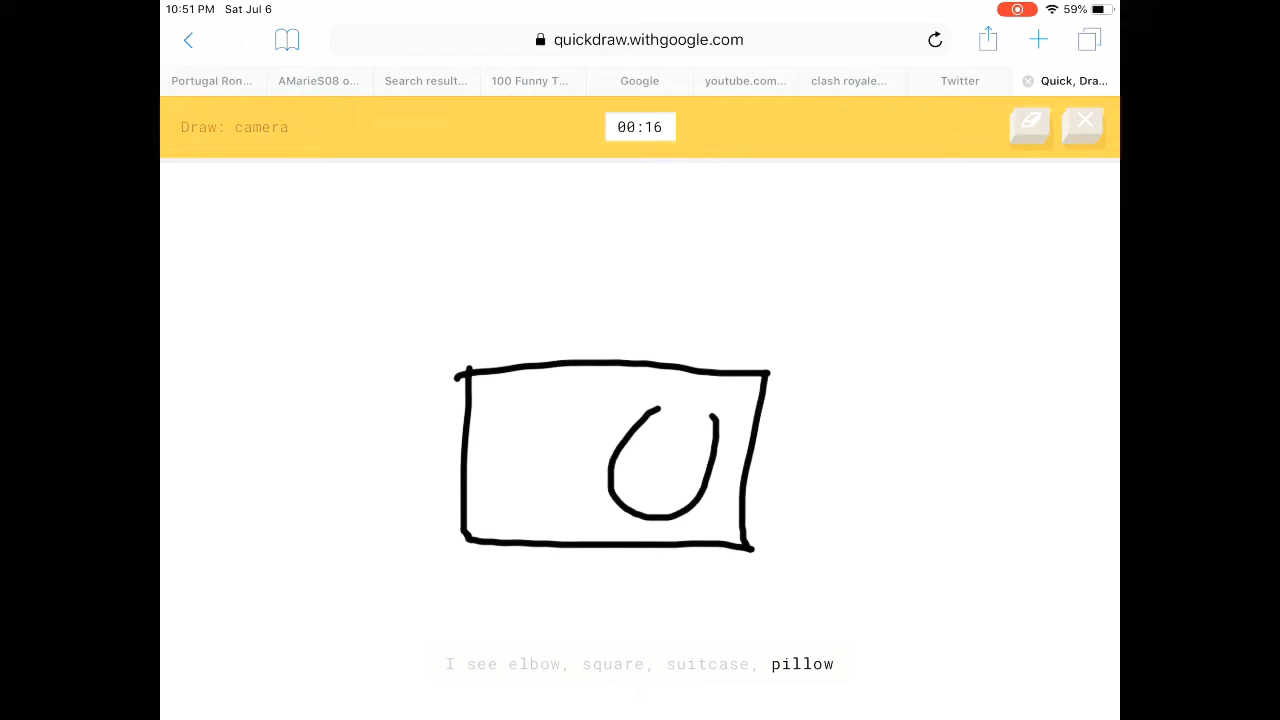 10:51 PM Sat Jul 6 59%
quickdraw.withgoogle.com
Portugal Ron... AMarieS08 o... Search result... 100 Funny T... Google youtube.com... clash royale... Twitter Quick, Dra...
Draw: camera 00:16
I see elbow, square, suitcase, pillow